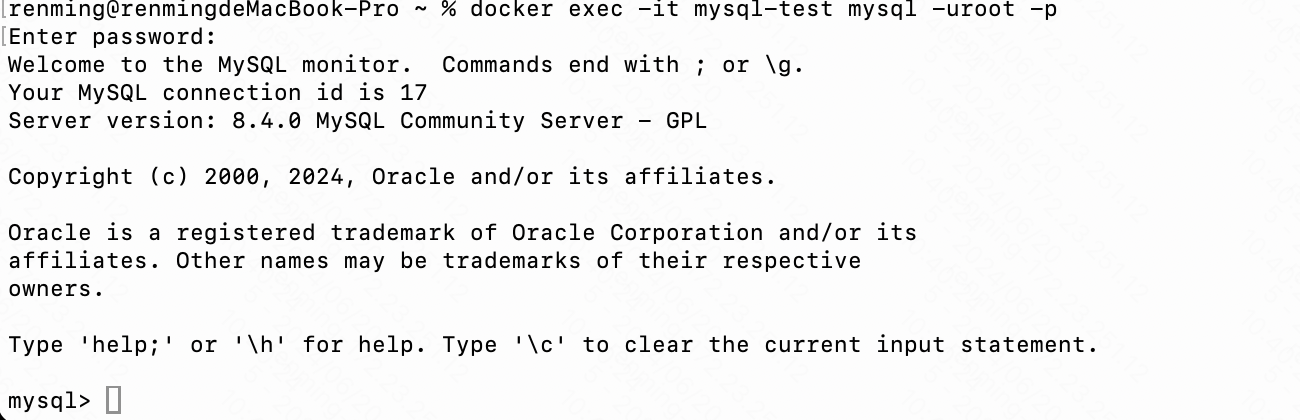 renming@renmingdeMacBook-Pro ~ % docker exec -it mysql-test mysql -uroot -p
[Enter password:
Welcome to the MySQL monitor.  Commands end with ; or \g.
Your MySQL connection id is 17
Server version: 8.4.0 MySQL Community Server - GPL

Copyright (c) 2000, 2024, Oracle and/or its affiliates.

Oracle is a registered trademark of Oracle Corporation and/or its
affiliates. Other names may be trademarks of their respective
owners.

Type 'help;' or '\h' for help. Type '\c' to clear the current input statement.

mysql>